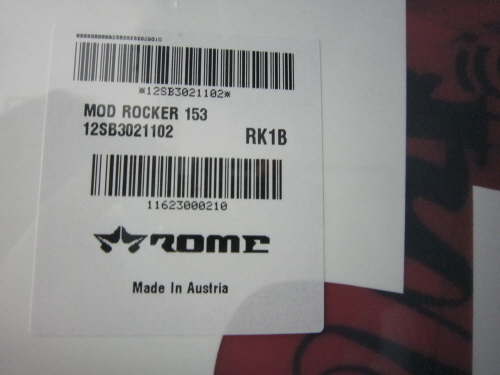 *12SB3021102*
MOD ROCKER 153
12SB3021102 RK1B
11623000210
ROME
Made In Austria